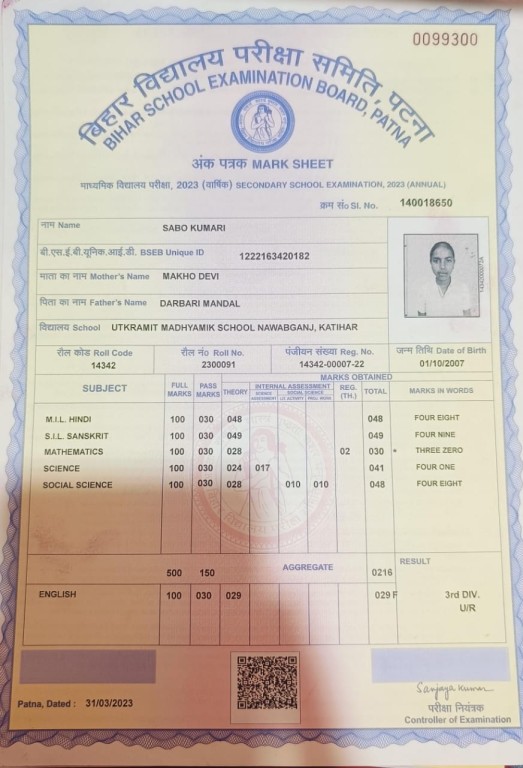 0099300
बिहार विद्यालय परीक्षा समिति, पटना
BIHAR SCHOOL EXAMINATION BOARD, PATNA
अंक पत्रक MARK SHEET
माध्यमिक विद्यालय परीक्षा, 2023 (वार्षिक) SECONDARY SCHOOL EXAMINATION, 2023 (ANNUAL)
क्रम सं० Sl. No. 140018650
नाम Name SABO KUMARI
बी.एस.ई.बी.यूनिक.आई.डी. BSEB Unique ID 1222163420182
माता का नाम Mother's Name MAKHO DEVI
पिता का नाम Father's Name DARBARI MANDAL
विद्यालय School UTKRAMIT MADHYAMIK SCHOOL NAWABGANJ, KATIHAR
रौल कोड Roll Code रौल नं० Roll No. पंजीयन संख्या Reg. No. जन्म तिथि Date of Birth
14342 2300091 14342-00007-22 01/10/2007
MARKS OBTAINED
SUBJECT FULL MARKS PASS MARKS THEORY INTERNAL ASSESSMENT REG. (TH.) TOTAL MARKS IN WORDS
SCIENCE SOCIAL SCIENCE
M.I.L. HINDI 100 030 048 048 FOUR EIGHT
S.I.L. SANSKRIT 100 030 049 049 FOUR NINE
MATHEMATICS 100 030 028 02 030 * THREE ZERO
SCIENCE 100 030 024 017 041 FOUR ONE
SOCIAL SCIENCE 100 030 028 010 010 048 FOUR EIGHT
AGGREGATE RESULT
500 150 0216
ENGLISH 100 030 029 029 F 3rd DIV.
U/R
Patna, Dated : 31/03/2023
Sanjay Kumar
परीक्षा नियंत्रक
Controller of Examination